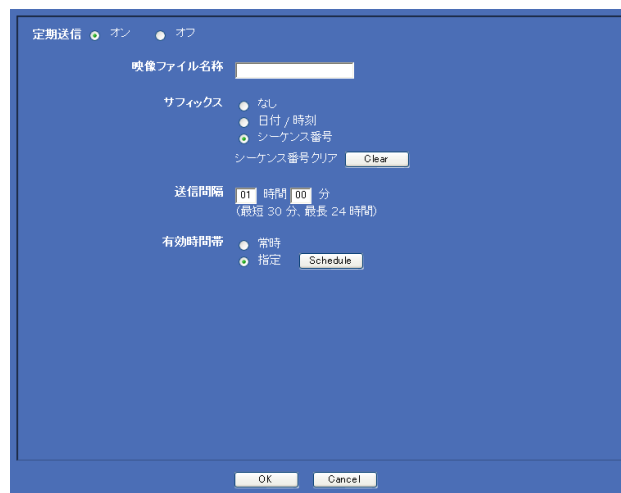 定期送信 オン オフ
映像ファイル名称
サフィックス なし
日付 / 時刻
シーケンス番号
シーケンス番号クリア Clear
送信間隔 01 時間 00 分
(最短 30 分、最長 24 時間)
有効時間帯 常時
指定 Schedule
OK Cancel